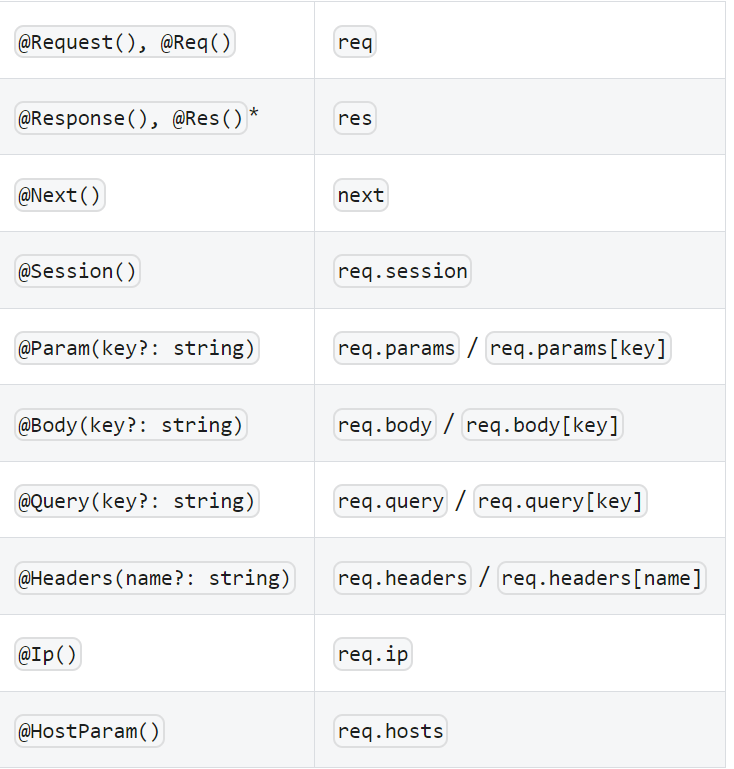 @Request(), @Req() req
@Response(), @Res()* res
@Next() next
@Session() req.session
@Param(key?: string) req.params / req.params[key]
@Body(key?: string) req.body / req.body[key]
@Query(key?: string) req.query / req.query[key]
@Headers(name?: string) req.headers / req.headers[name]
@Ip() req.ip
@HostParam() req.hosts